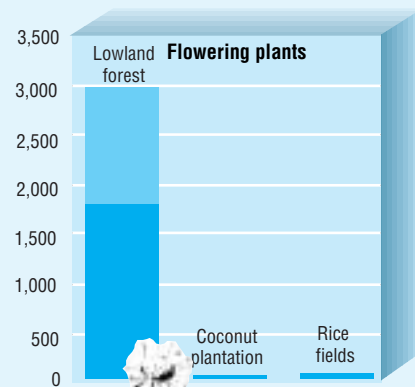 Flowering plants
3,500
3,000
2,500
2,000
1,500
1,000
500
0
Lowland
forest
Coconut
plantation
Rice
fields